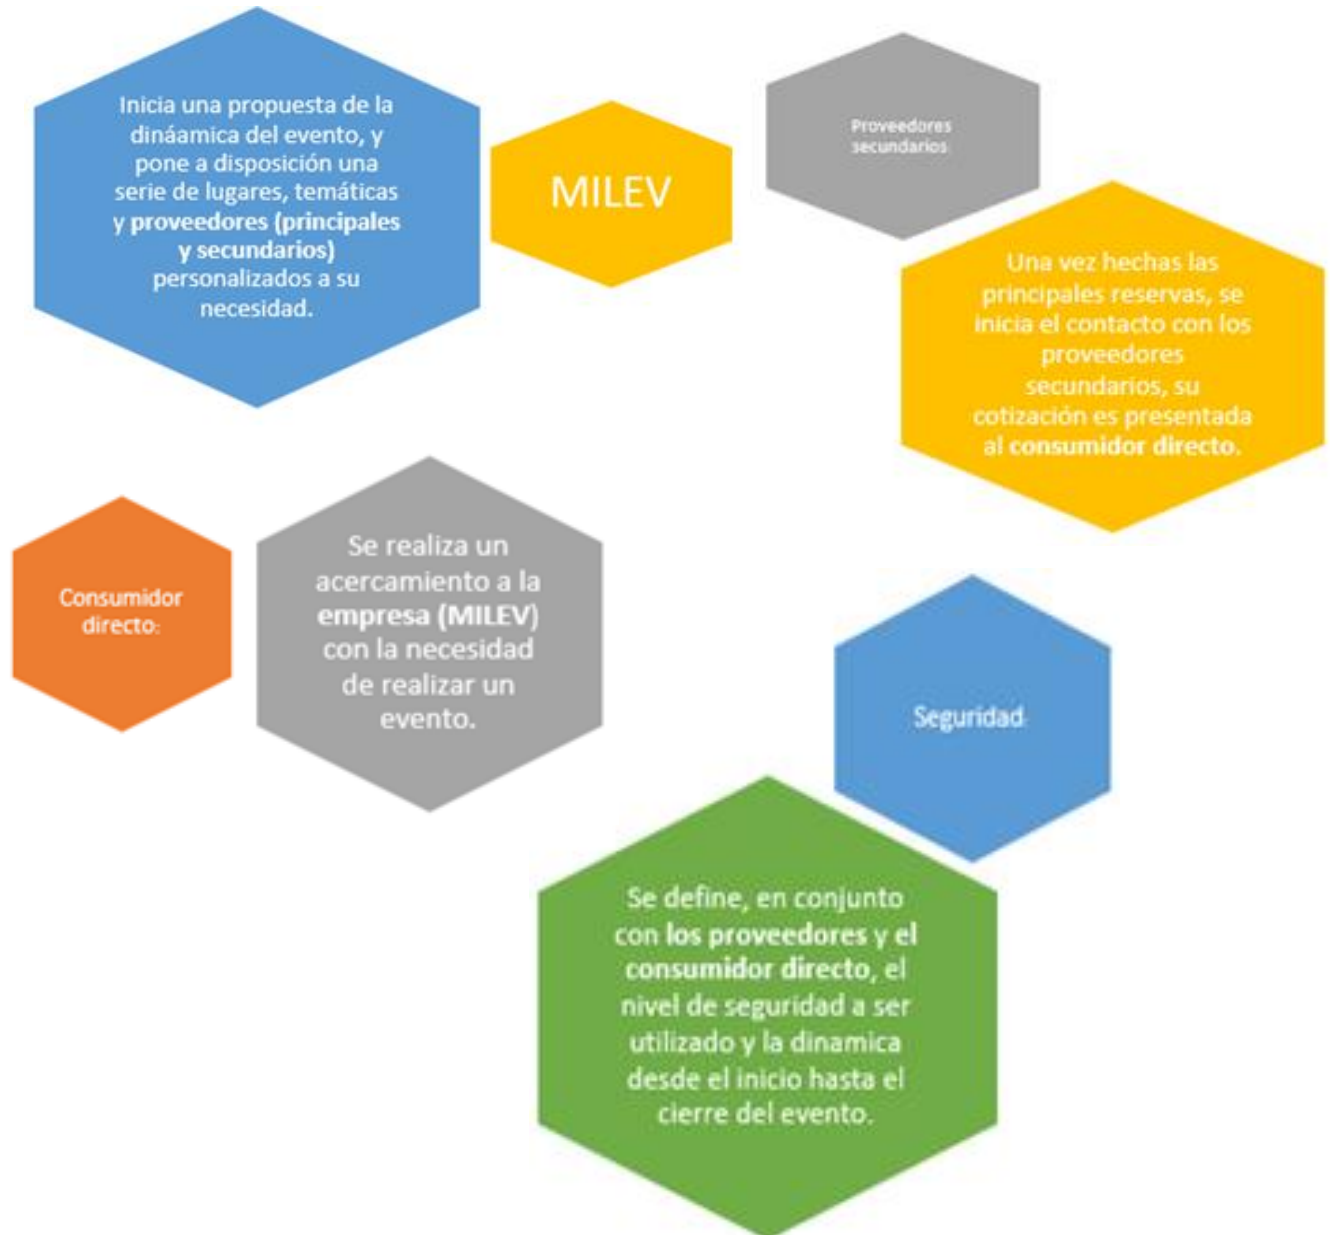 Inicia una propuesta de la
dináamica del evento, y
pone a disposición una
serie de lugares, temáticas
y proveedores (principales
y secundarios)
personalizados a su
necesidad.
MILEV
Proveedores
secundarios:
Una vez hechas las
principales reservas, se
inicia el contacto con los
proveedores
secundarios, su
cotización es presentada
al consumidor directo.
Consumidor
directo:
Se realiza un
acercamiento a la
empresa (MILEV)
con la necesidad
de realizar un
evento.
Seguridad:
Se define, en conjunto
con los proveedores y el
consumidor directo, el
nivel de seguridad a ser
utilizado y la dinamica
desde el inicio hasta el
cierre del evento.